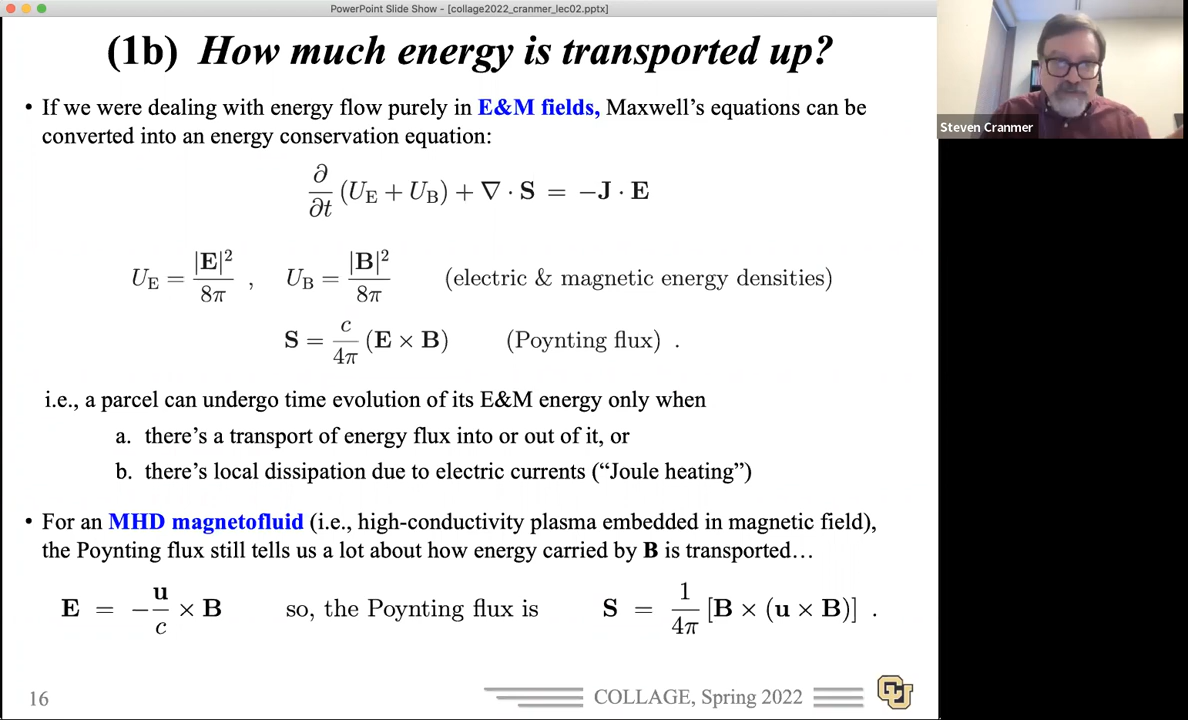 PowerPoint Slide Show - [collage2022_cranmer_lec02.pptx]
(1b) How much energy is transported up?
• If we were dealing with energy flow purely in E&M fields, Maxwell's equations can be
converted into an energy conservation equation:
∂/∂t (U_E + U_B) + ∇ · S = −J · E
U_E = |E|²/8π , U_B = |B|²/8π (electric & magnetic energy densities)
S = c/4π (E × B) (Poynting flux) .
i.e., a parcel can undergo time evolution of its E&M energy only when
a. there's a transport of energy flux into or out of it, or
b. there's local dissipation due to electric currents ("Joule heating")
• For an MHD magnetofluid (i.e., high-conductivity plasma embedded in magnetic field),
the Poynting flux still tells us a lot about how energy carried by B is transported…
E = −u/c × B so, the Poynting flux is S = 1/4π [B × (u × B)] .
16
COLLAGE, Spring 2022
CU
Steven Cranmer